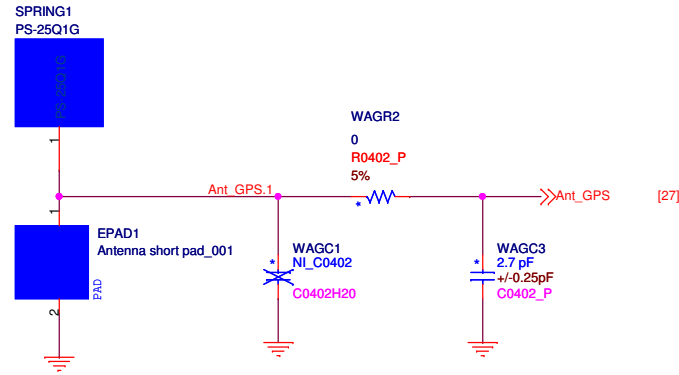 SPRING1
PS-25Q1G
PS-25Q1G
1
WAGR2
0
R0402_P
5%
*
Ant_GPS.1
Ant_GPS
[27]
1
EPAD1
Antenna short pad_001
PAD
2
WAGC1
* NI_C0402
C0402H20
WAGC3
* 2.7 pF
+/-0.25pF
C0402_P